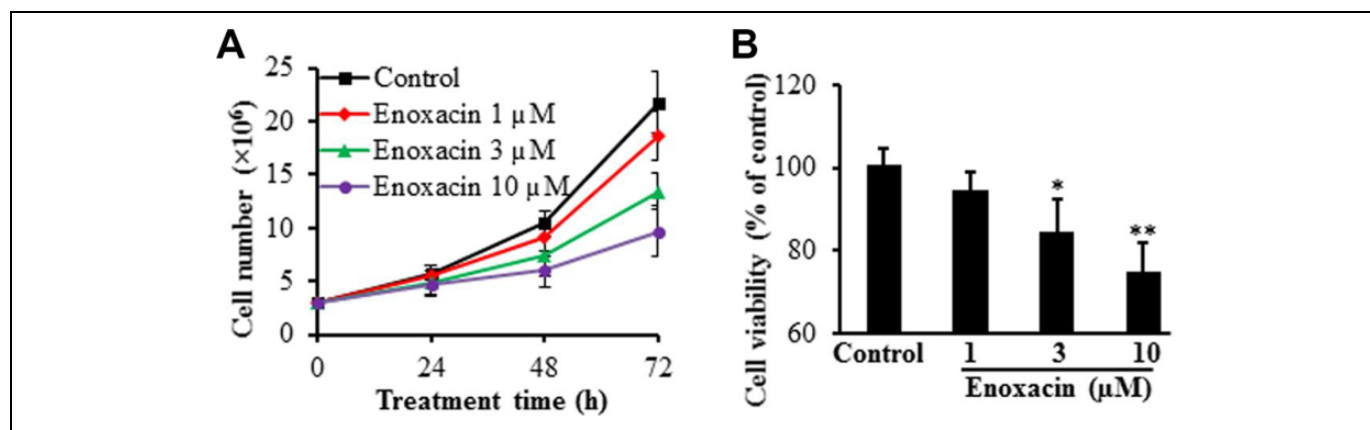 A
Cell number (×10⁶)
25
20
15
10
5
0
Control
Enoxacin 1 µM
Enoxacin 3 µM
Enoxacin 10 µM
0 24 48 72
Treatment time (h)
B
Cell viability (% of control)
120
100
80
60
*
**
Control 1 3 10
Enoxacin (µM)